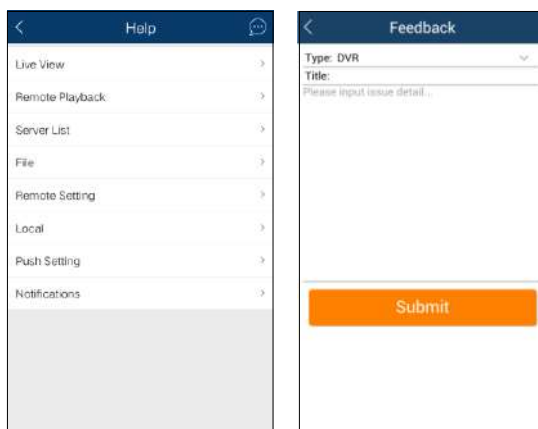 Help
Live View
Remote Playback
Server List
File
Remote Setting
Local
Push Setting
Notifications
Feedback
Type: DVR
Title:
Please input issue detail...
Submit